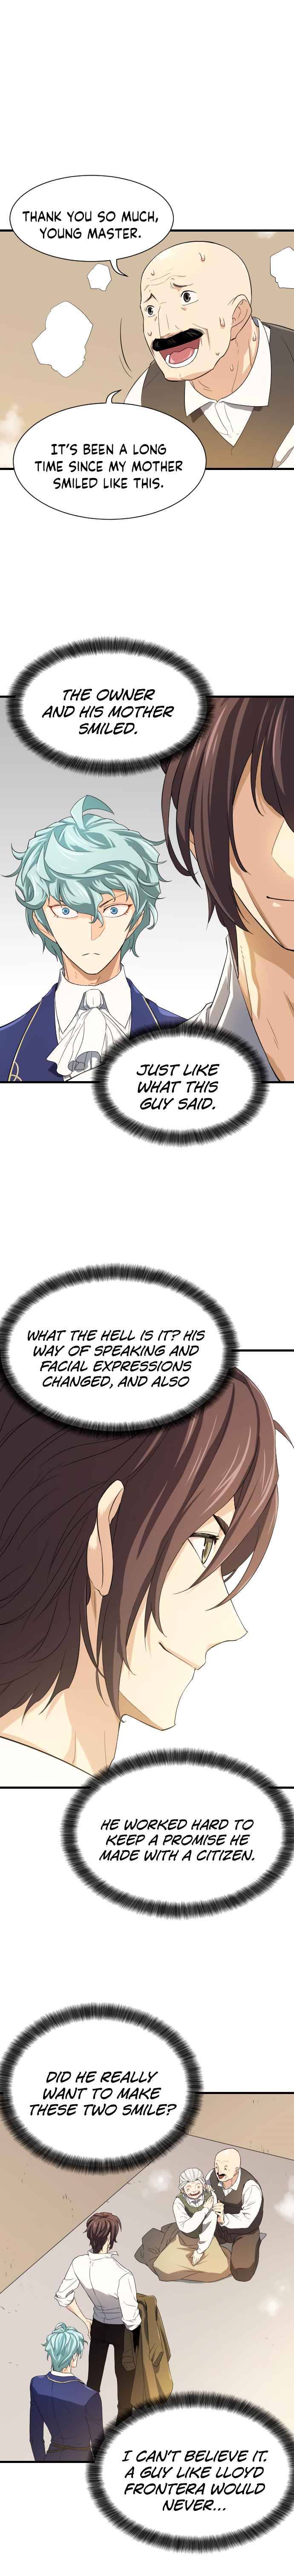 THANK YOU SO MUCH,
YOUNG MASTER.
IT'S BEEN A LONG
TIME SINCE MY MOTHER
SMILED LIKE THIS.
THE OWNER
AND HIS MOTHER
SMILED.
JUST LIKE
WHAT THIS
GUY SAID.
WHAT THE HELL IS IT? HIS
WAY OF SPEAKING AND
FACIAL EXPRESSIONS
CHANGED, AND ALSO
HE WORKED HARD TO
KEEP A PROMISE HE
MADE WITH A CITIZEN.
DID HE REALLY
WANT TO MAKE
THESE TWO SMILE?
I CAN'T BELIEVE IT.
A GUY LIKE LLOYD
FRONTERA WOULD
NEVER...